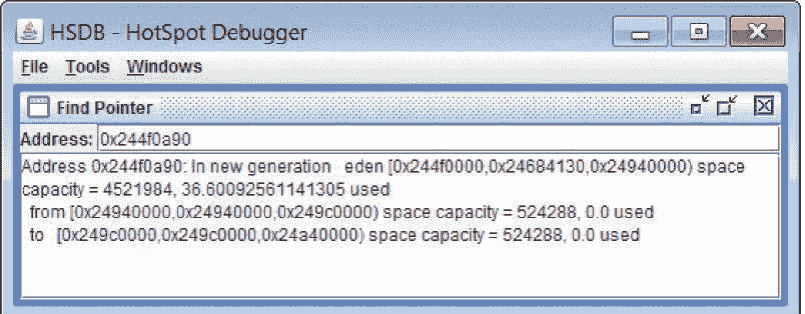 HSDB - HotSpot Debugger
File Tools Windows
Find Pointer
Address: 0x244f0a90
Address 0x244f0a90: In new generation   eden [0x244f0000,0x24684130,0x24940000) space
capacity = 4521984, 36.60092561141305 used
  from [0x24940000,0x24940000,0x249c0000) space capacity = 524288, 0.0 used
  to   [0x249c0000,0x249c0000,0x24a40000) space capacity = 524288, 0.0 used